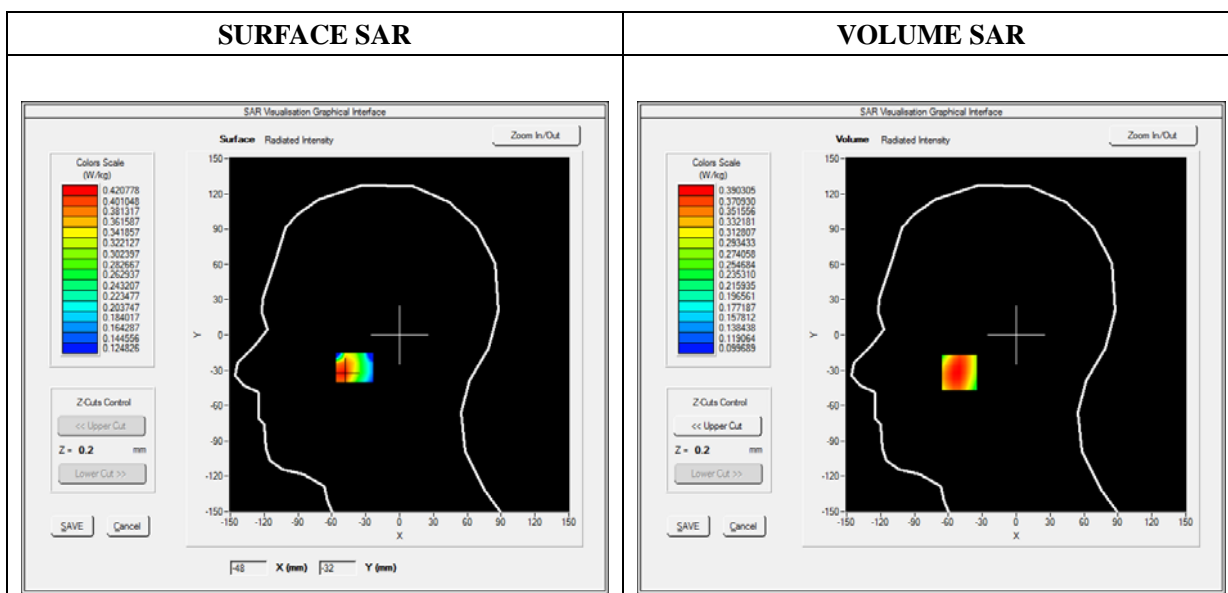 SURFACE SAR
VOLUME SAR
SAR Visualisation Graphical Interface
Surface Radiated Intensity
Zoom In/Out
Colors Scale
(W/kg)
0.420778
0.401048
0.381317
0.361587
0.341857
0.322127
0.302397
0.282667
0.262937
0.243207
0.223477
0.203747
0.184017
0.164287
0.144556
0.124826
Z-Cuts Control
<< Upper Cut
Z = 0.2 mm
Lower Cut >>
SAVE Cancel
150
120
90
60
30
0
-30
-60
-90
-120
-150
Y
-150 -120 -90 -60 -30 0 30 60 90 120 150
X
-48 X (mm) -32 Y (mm)
SAR Visualisation Graphical Interface
Volume Radiated Intensity
Zoom In/Out
Colors Scale
(W/kg)
0.390305
0.370930
0.351556
0.332181
0.312807
0.293433
0.274058
0.254684
0.235310
0.215935
0.196561
0.177187
0.157812
0.138438
0.119064
0.099689
Z-Cuts Control
<< Upper Cut
Z = 0.2 mm
Lower Cut >>
SAVE Cancel
150
120
90
60
30
0
-30
-60
-90
-120
-150
Y
-150 -120 -90 -60 -30 0 30 60 90 120 150
X